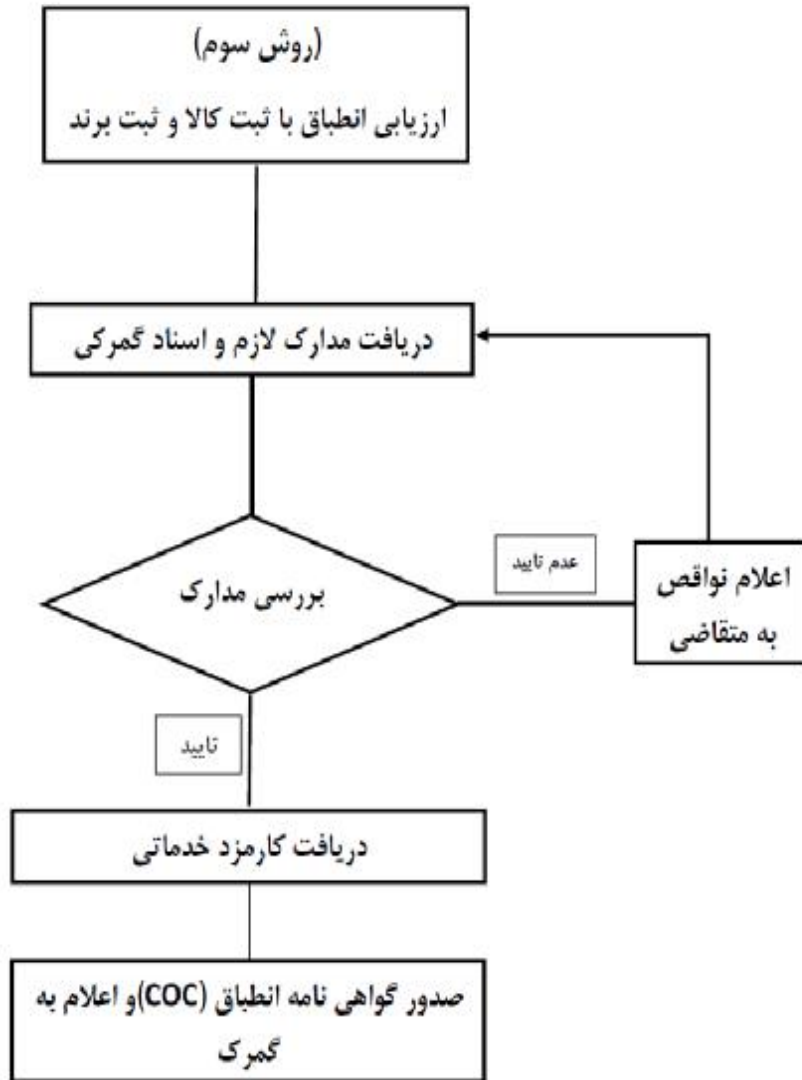 (روش سوم)
ارزیابی انطباق با ثبت کالا و ثبت برند
دریافت مدارک لازم و اسناد گمرکی
بررسی مدارک
عدم تایید
اعلام نواقص
به متقاضی
تایید
دریافت کارمزد خدماتی
صدور گواهی نامه انطباق (COC)و اعلام به
گمرک